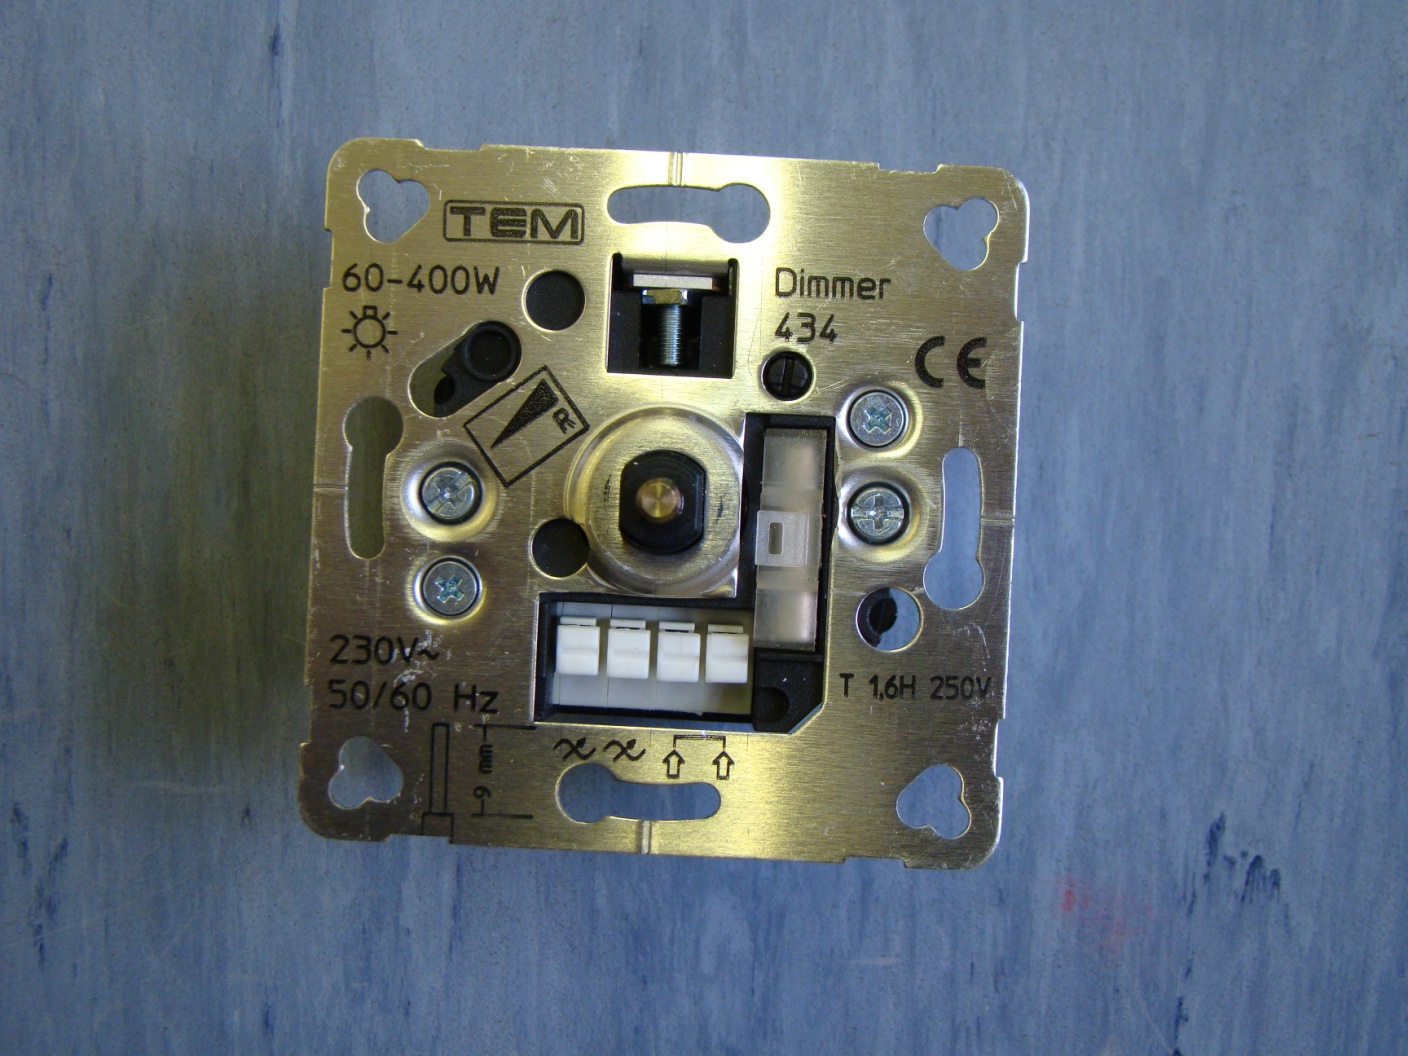 TEM
60-400W
Dimmer
434
CE
R
230V~
50/60 Hz
T 1,6H 250V
9 mm